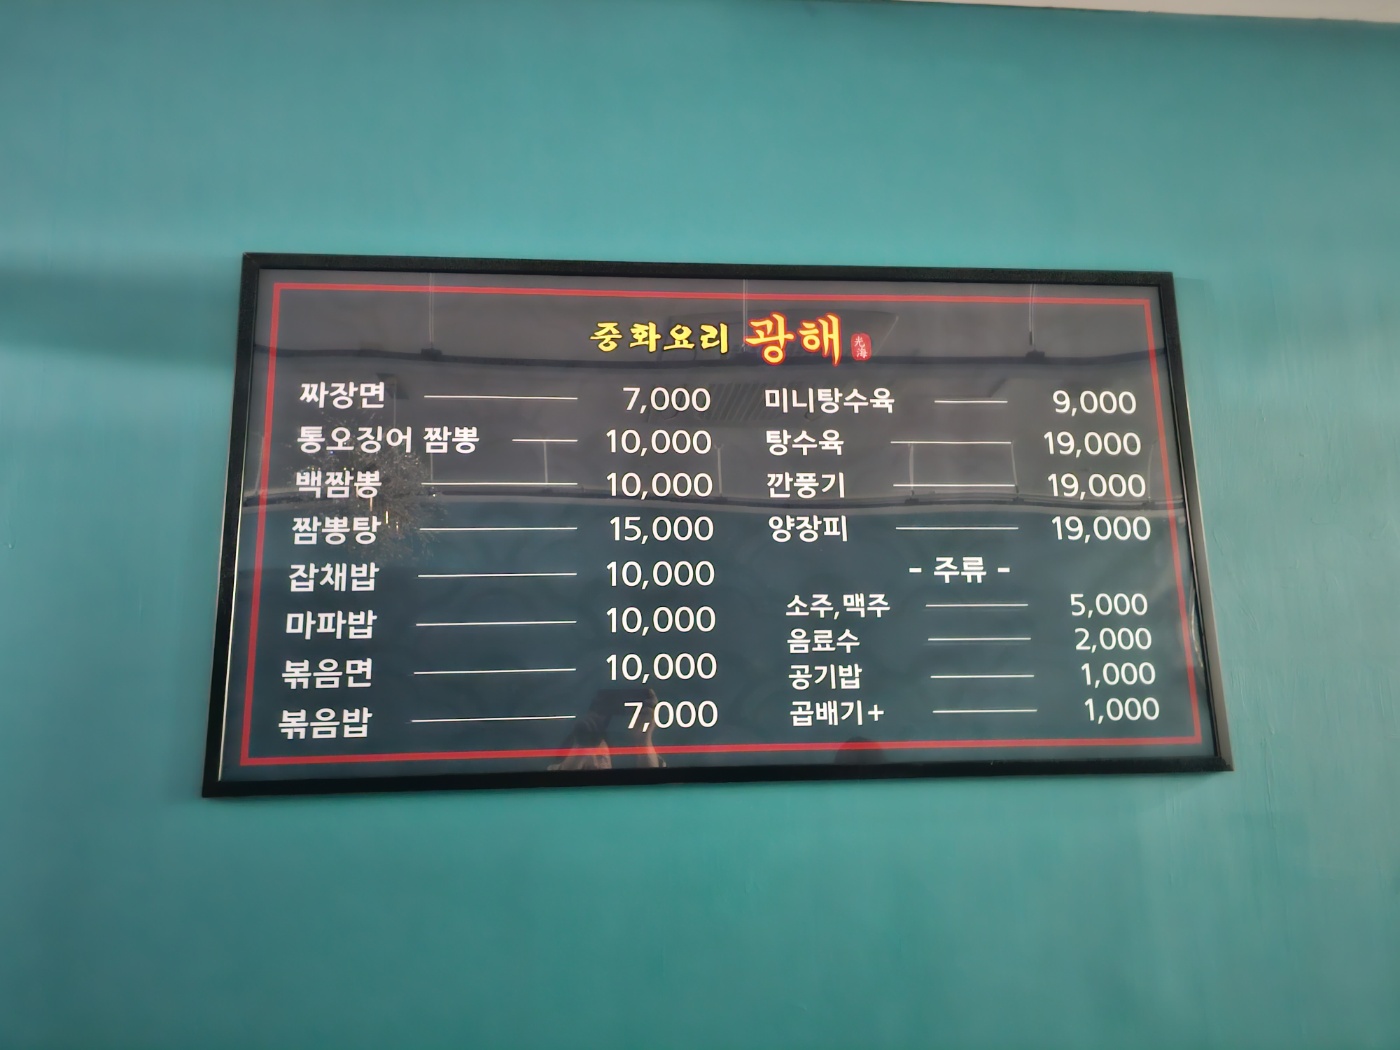 중화요리 광해 光海
짜장면 7,000
통오징어 짬뽕 10,000
백짬뽕 10,000
짬뽕탕 15,000
잡채밥 10,000
마파밥 10,000
볶음면 10,000
볶음밥 7,000
미니탕수육 9,000
탕수육 19,000
깐풍기 19,000
양장피 19,000
- 주류 -
소주,맥주 5,000
음료수 2,000
공기밥 1,000
곱배기+ 1,000